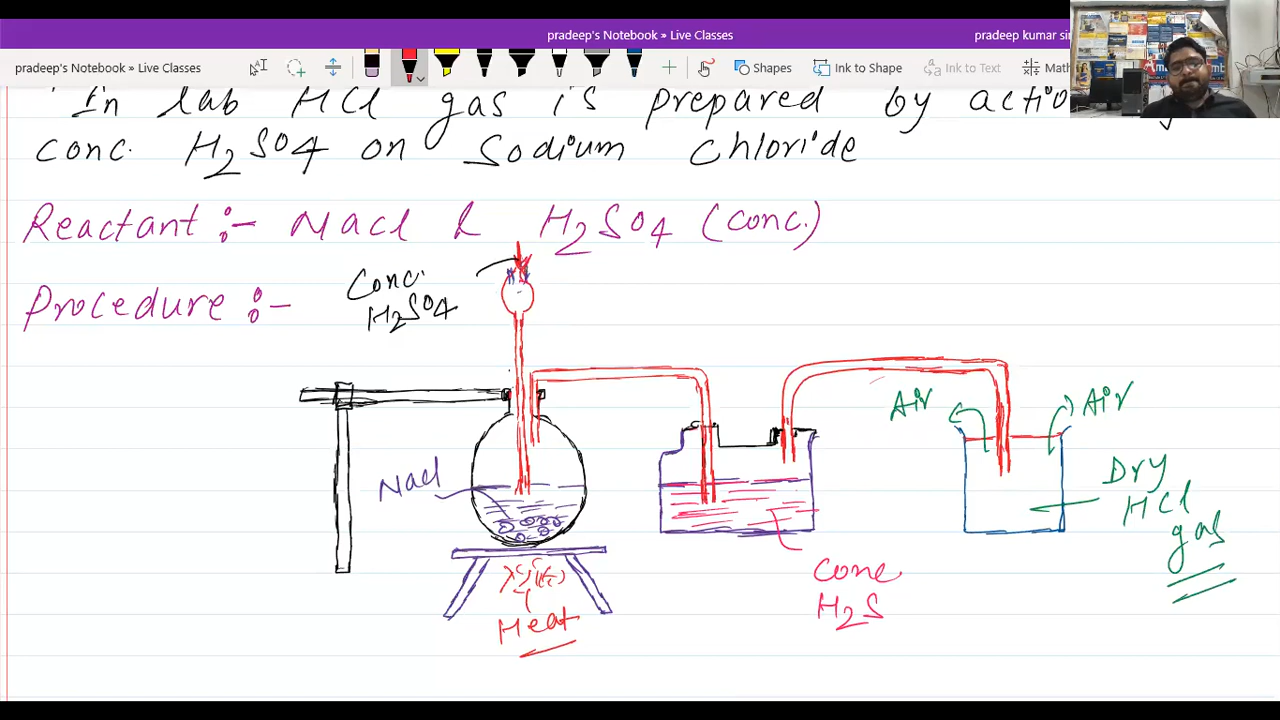 pradeep's Notebook » Live Classes
pradeep kumar sin
pradeep's Notebook » Live Classes
Shapes
Ink to Shape
Ink to Text
Math
In lab HCl gas is prepared by actio
conc. H2SO4 on Sodium chloride
Reactant :- NaCl & H2SO4 (conc.)
Procedure :-
Conc.
H2SO4
NaCl
Heat
Conc
H2S
Air
Air
Dry
HCl
gas